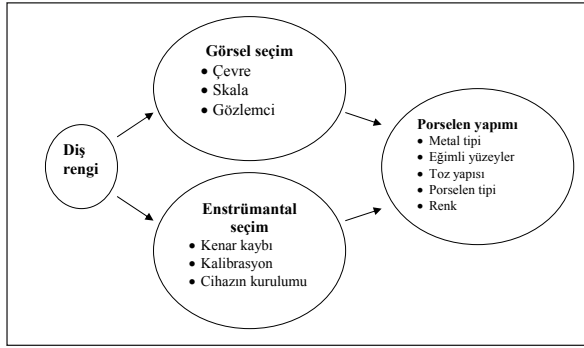 Diş
rengi
Görsel seçim
• Çevre
• Skala
• Gözlemci
Enstrümantal
seçim
• Kenar kaybı
• Kalibrasyon
• Cihazın kurulumu
Porselen yapımı
• Metal tipi
• Eğimli yüzeyler
• Toz yapısı
• Porselen tipi
• Renk